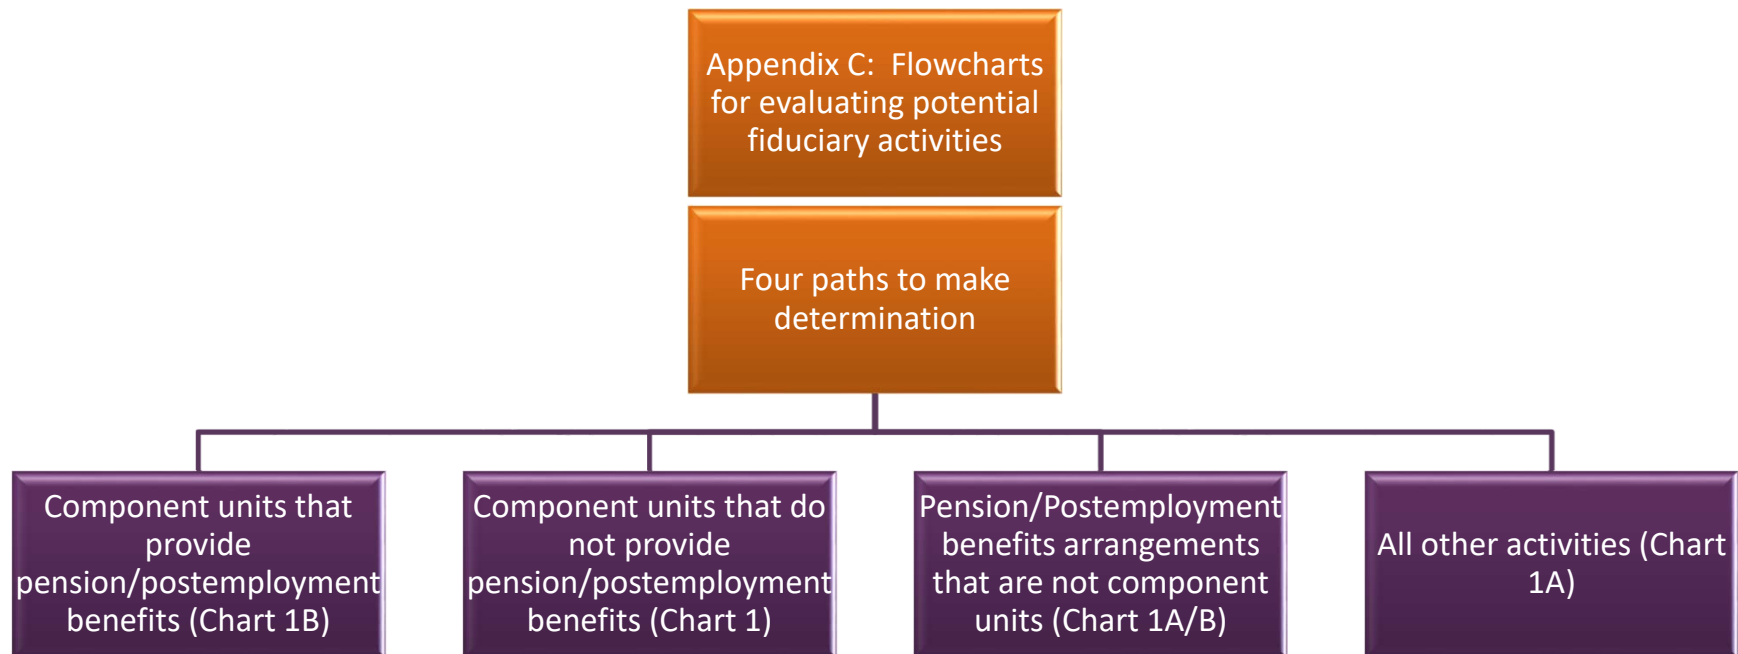 Appendix C:  Flowcharts
for evaluating potential
fiduciary activities
Four paths to make
determination
Component units that
provide
pension/postemployment
benefits (Chart 1B)
Component units that do
not provide
pension/postemployment
benefits (Chart 1)
Pension/Postemployment
benefits arrangements
that are not component
units (Chart 1A/B)
All other activities (Chart
1A)